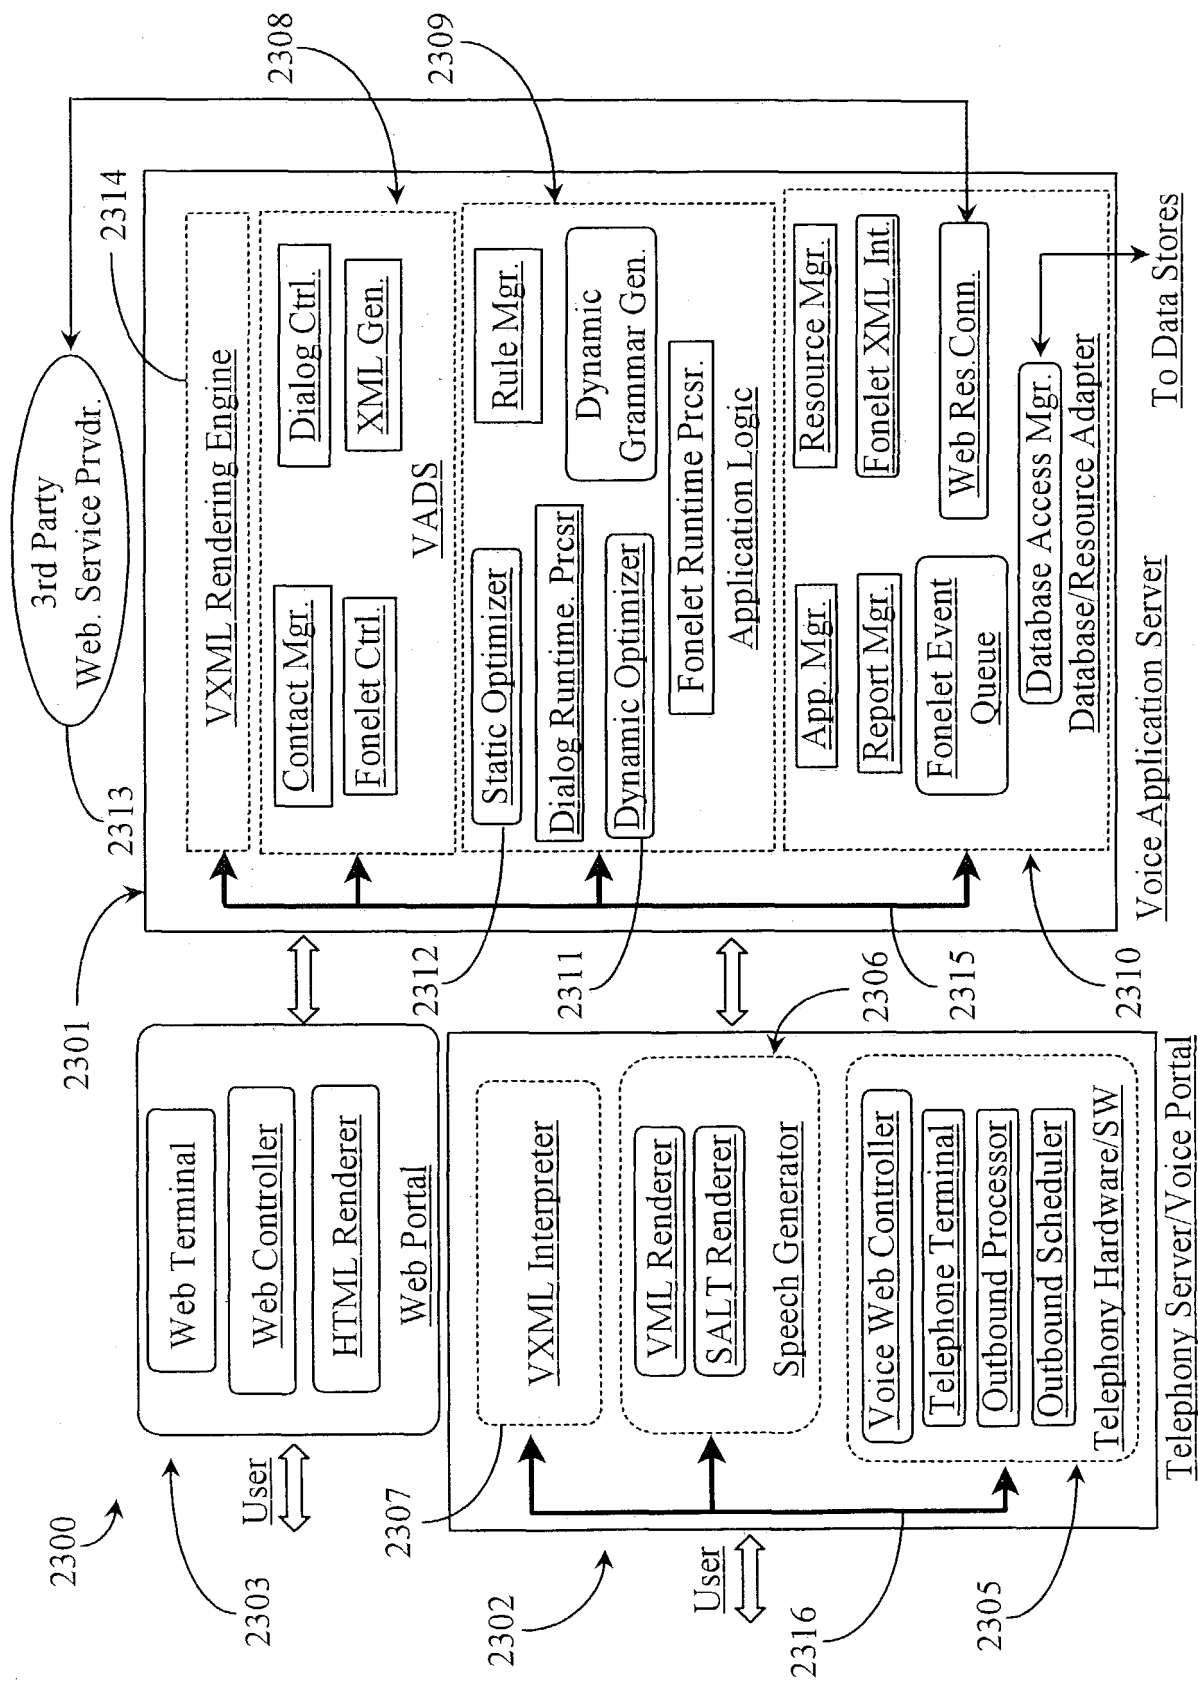 2300
2303
User
Web Terminal
Web Controller
HTML Renderer
Web Portal
2301
2313
3rd Party
Web. Service Prvdr.
2314
VXML Rendering Engine
Contact Mgr.
Dialog Ctrl.
Fonelet Ctrl.
XML Gen.
VADS
2308
2309
Static Optimizer
Rule Mgr.
Dialog Runtime. Prcsr
Dynamic
Grammar Gen.
Dynamic Optimizer
Fonelet Runtime Prcsr.
Application Logic
2312
2311
App. Mgr.
Resource Mgr.
Report Mgr.
Fonelet XML Int.
Fonelet Event
Queue
Web Res Conn.
Database Access Mgr.
Database/Resource Adapter
2315
2310
Voice Application Server
To Data Stores
2302
User
2307
VXML Interpreter
2306
VML Renderer
SALT Renderer
Speech Generator
Voice Web Controller
Telephone Terminal
Outbound Processor
Outbound Scheduler
Telephony Hardware/SW
2316
2305
Telephony Server/Voice Portal